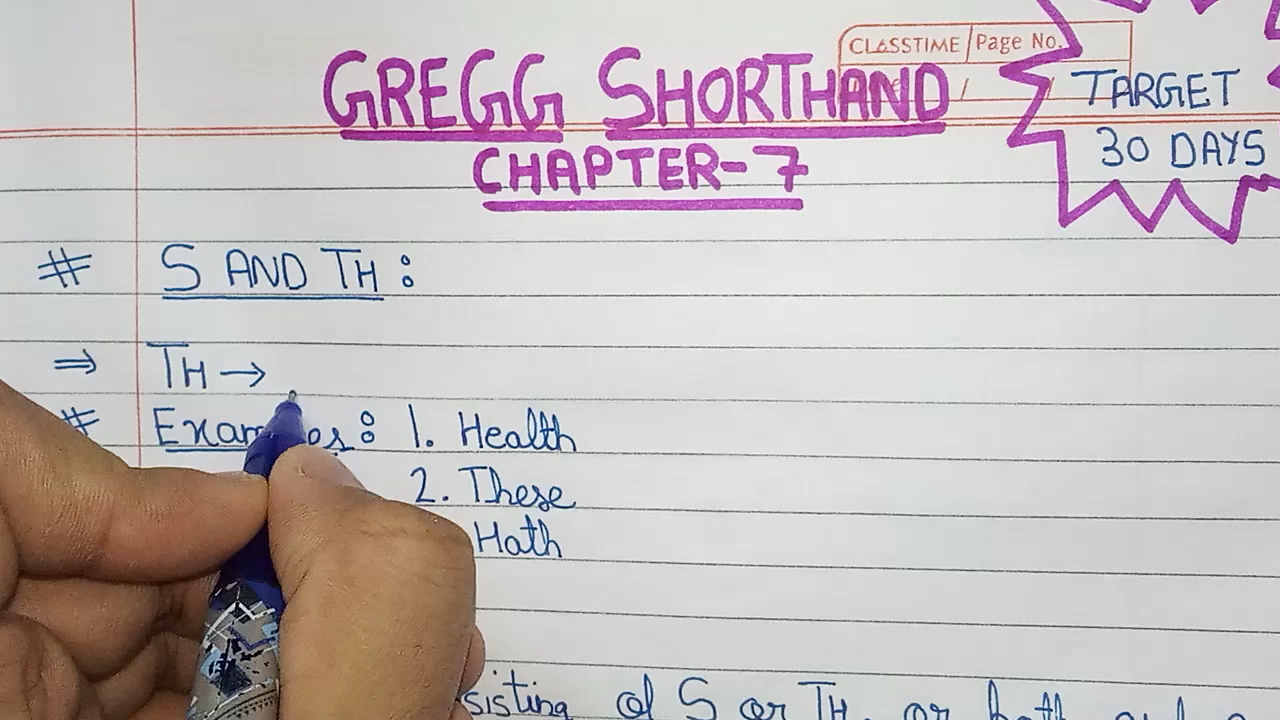 CLASSTIME Page No.
GREGG SHORTHAND
TARGET
30 DAYS
CHAPTER-7
# S AND TH :
⇒ TH →
# : 1. Health
2. These
Hath
of S or TH, or both